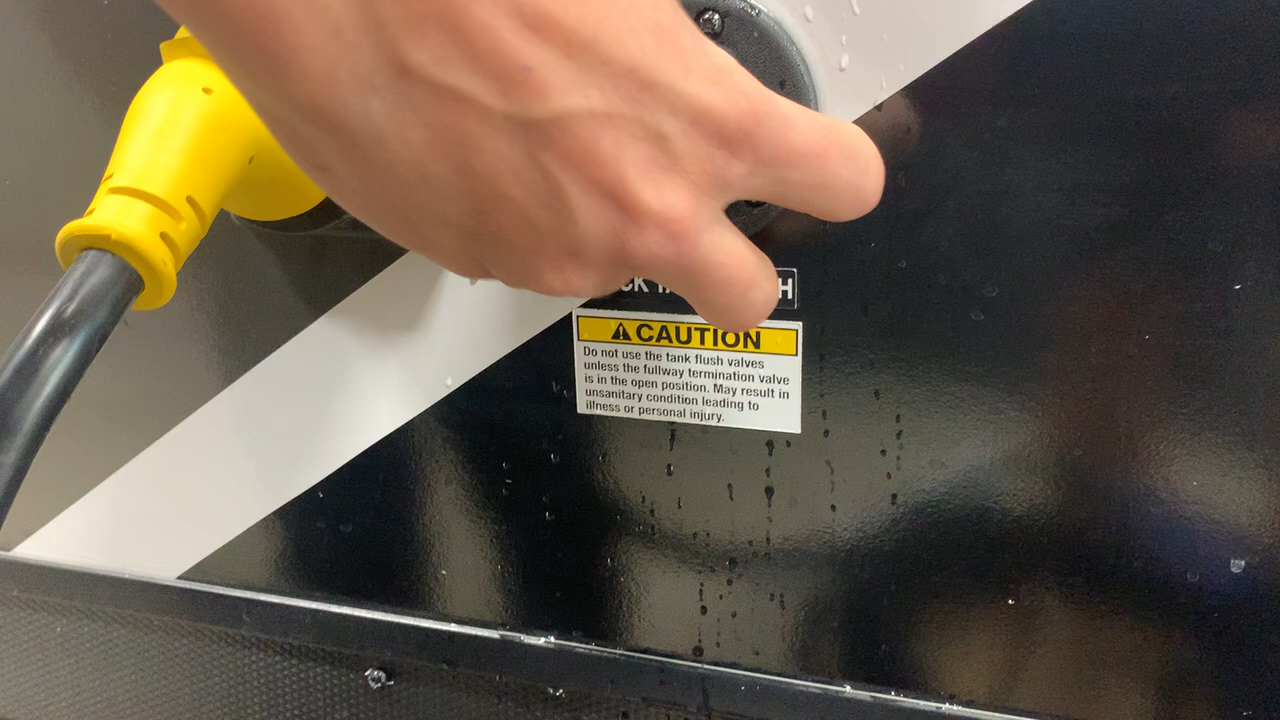 CAUTION
Do not use the tank flush valves
unless the fullway termination valve
is in the open position. May result in
unsanitary condition leading to
illness or personal injury.